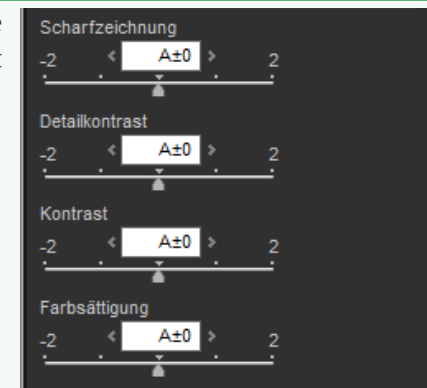 Scharfzeichnung
-2 A±0 2
Detailkontrast
-2 A±0 2
Kontrast
-2 A±0 2
Farbsättigung
-2 A±0 2